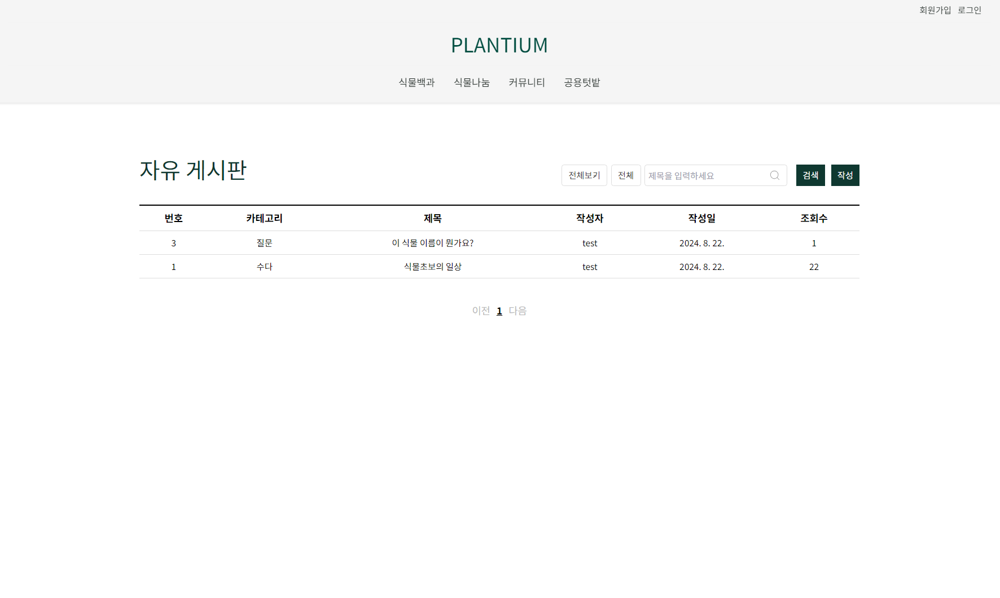 회원가입 로그인
PLANTIUM
식물백과 식물나눔 커뮤니티 공용텃밭
자유 게시판
전체보기 전체 제목을 입력하세요 검색 작성
번호 카테고리 제목 작성자 작성일 조회수
3 질문 이 식물 이름이 뭔가요? test 2024. 8. 22. 1
1 수다 식물초보의 일상 test 2024. 8. 22. 22
이전 1 다음